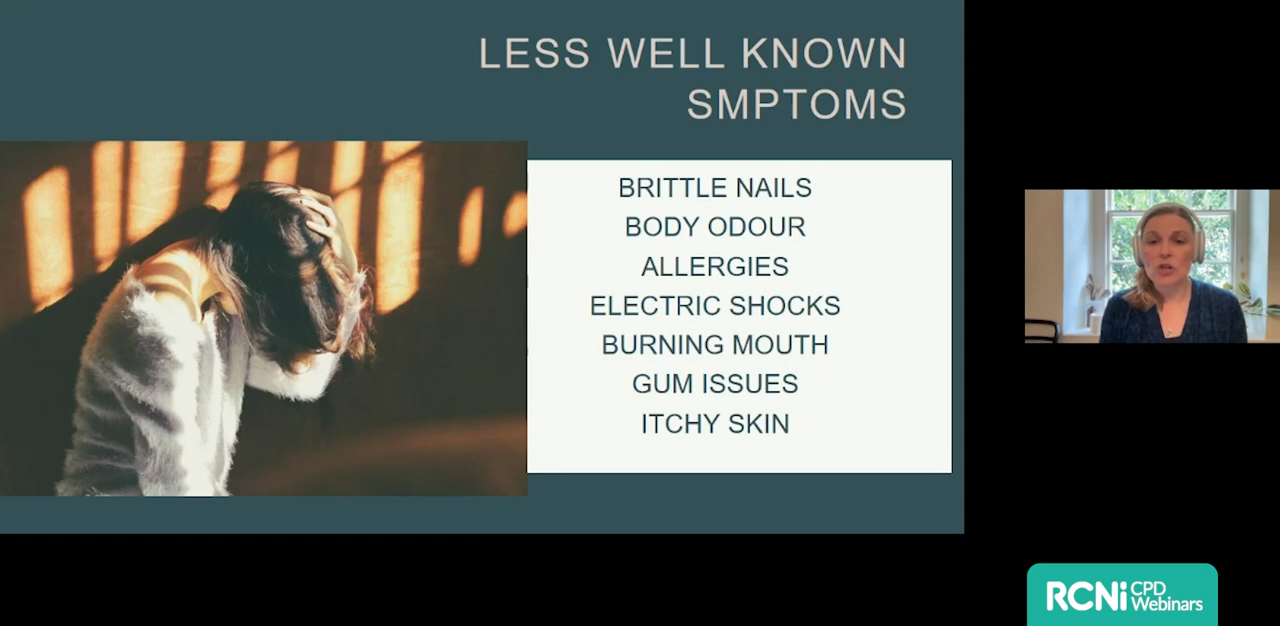 LESS WELL KNOWN
SMPTOMS
BRITTLE NAILS
BODY ODOUR
ALLERGIES
ELECTRIC SHOCKS
BURNING MOUTH
GUM ISSUES
ITCHY SKIN
RCNi CPD
Webinars